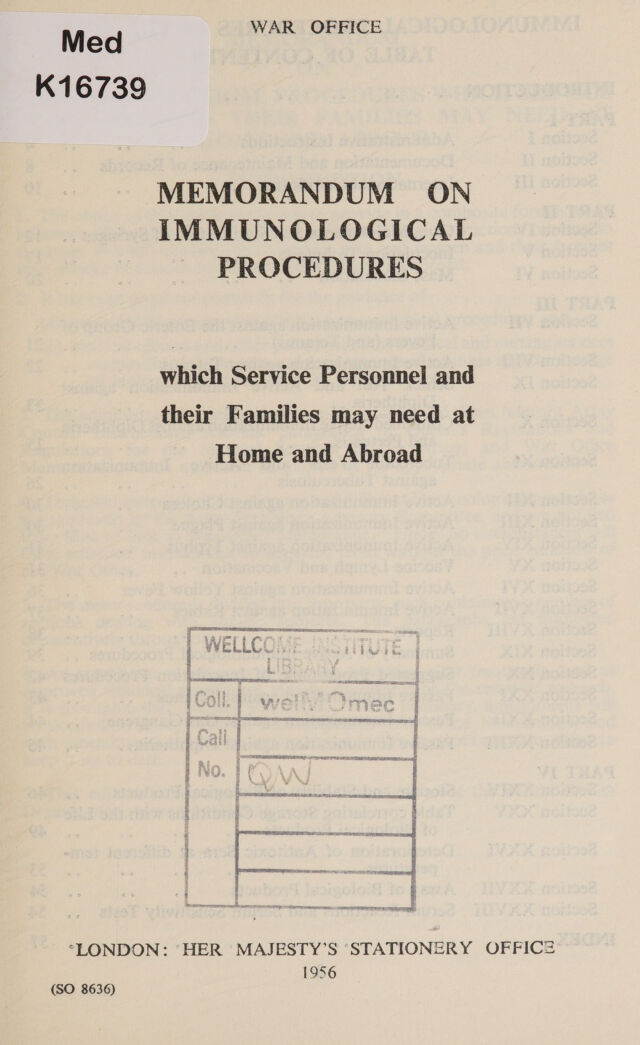 WAR OFFICE
Med
K16739
MEMORANDUM ON
IMMUNOLOGICAL
PROCEDURES
which Service Personnel and
their Families may need at
Home and Abroad
WELLCOME INSTITUTE
LIBRARY
Coll. welMOmec
Call
No. QW
LONDON: HER MAJESTY'S STATIONERY OFFICE
1956
(SO 8636)